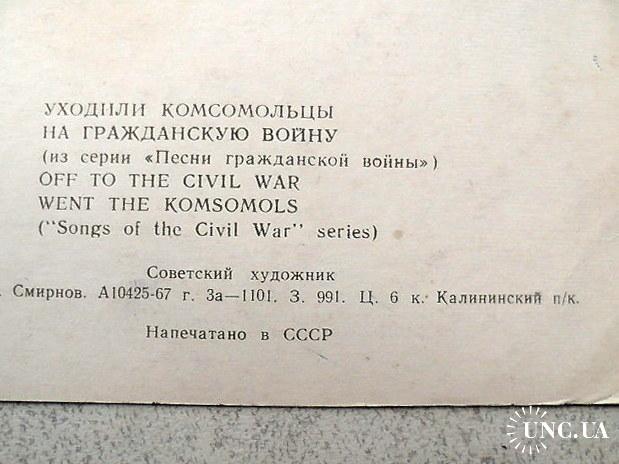 УХОДИЛИ КОМСОМОЛЬЦЫ
НА ГРАЖДАНСКУЮ ВОЙНУ
(из серии «Песни гражданской войны»)
OFF TO THE CIVIL WAR
WENT THE KOMSOMOLS
("Songs of the Civil War" series)
Советский художник
. Смирнов. А10425-67 г. За—1101. З. 991. Ц. 6 к. Калининский п/к.
Напечатано в СССР
UNC.UA